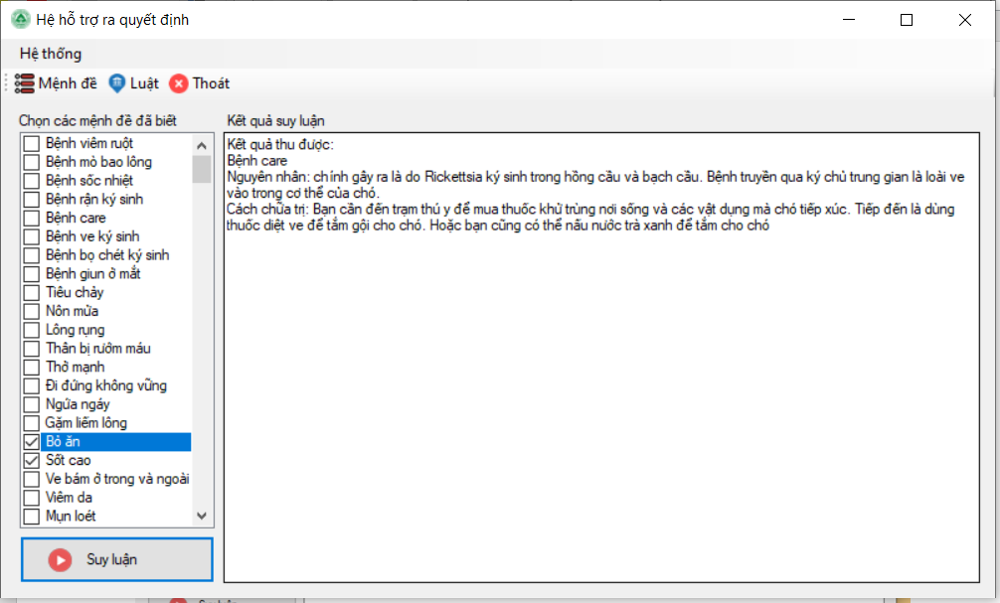 Hệ hỗ trợ ra quyết định
Hệ thống
Mệnh đề Luật Thoát
Chọn các mệnh đề đã biết
Bệnh viêm ruột
Bệnh mò bao lông
Bệnh sốc nhiệt
Bệnh rận ký sinh
Bệnh care
Bệnh ve ký sinh
Bệnh bọ chét ký sinh
Bệnh giun ở mắt
Tiêu chảy
Nôn mửa
Lông rụng
Thân bị rướm máu
Thở mạnh
Đi đứng không vững
Ngứa ngáy
Gặm liếm lông
Bỏ ăn
Sốt cao
Ve bám ở trong và ngoài
Viêm da
Mụn loét
Suy luận
Kết quả suy luận
Kết quả thu được:
Bệnh care
Nguyên nhân: chính gây ra là do Rickettsia ký sinh trong hồng cầu và bạch cầu. Bệnh truyền qua ký chủ trung gian là loài ve
vào trong cơ thể của chó.
Cách chữa trị: Bạn cần đến trạm thú y để mua thuốc khử trùng nơi sống và các vật dụng mà chó tiếp xúc. Tiếp đến là dùng
thuốc diệt ve để tắm gội cho chó. Hoặc bạn cũng có thể nấu nước trà xanh để tắm cho chó